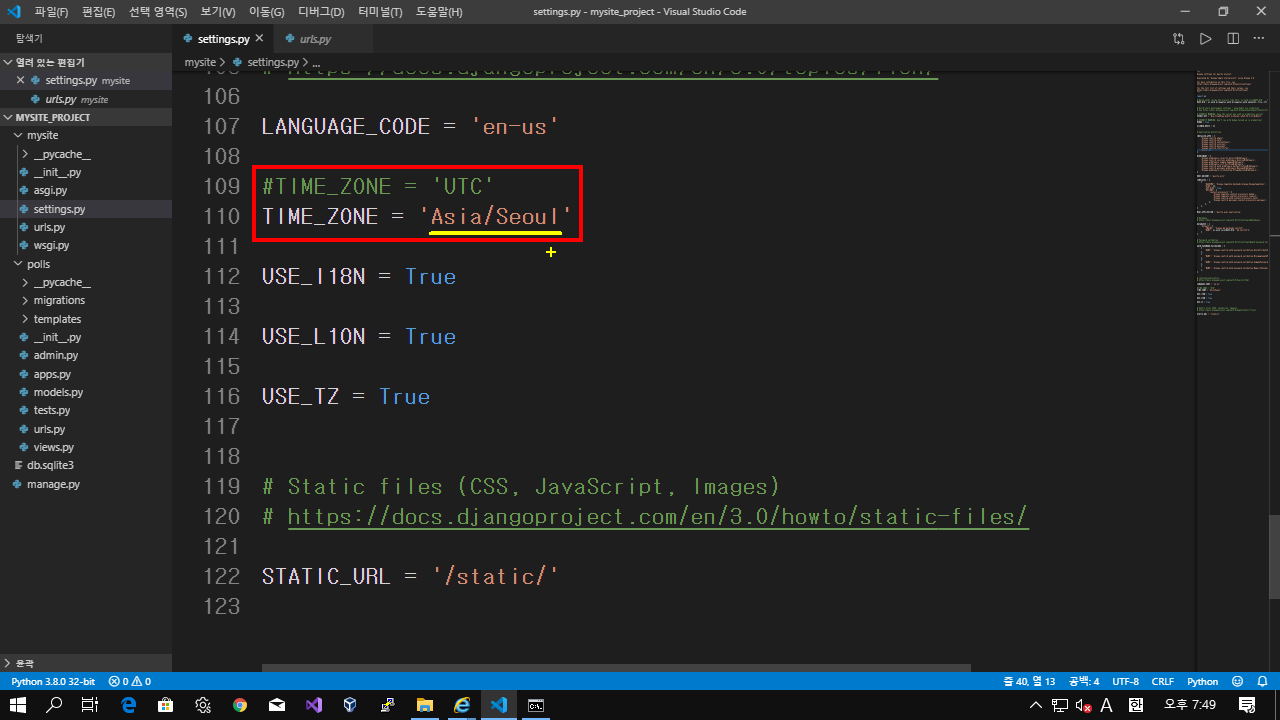 파일(F) 편집(E) 선택 영역(S) 보기(V) 이동(G) 디버그(D) 터미널(T) 도움말(H) settings.py - mysite_project - Visual Studio Code
탐색기
settings.py
urls.py
열려 있는 편집기
settings.py mysite
urls.py mysite
mysite > settings.py > ...
MYSITE_PROJECT
mysite
__pycache__
__init__.py
asgi.py
settings.py
urls.py
wsgi.py
polls
__pycache__
migrations
templates
__init__.py
admin.py
apps.py
models.py
tests.py
urls.py
views.py
db.sqlite3
manage.py
윤곽
106
107 LANGUAGE_CODE = 'en-us'
108
109 #TIME_ZONE = 'UTC'
110 TIME_ZONE = 'Asia/Seoul'
111
112 USE_I18N = True
113
114 USE_L10N = True
115
116 USE_TZ = True
117
118
119 # Static files (CSS, JavaScript, Images)
120 # https://docs.djangoproject.com/en/3.0/howto/static-files/
121
122 STATIC_URL = '/static/'
123
Python 3.8.0 32-bit 0 0 줄 40, 열 13 공백: 4 UTF-8 CRLF Python
A 한 오후 7:49